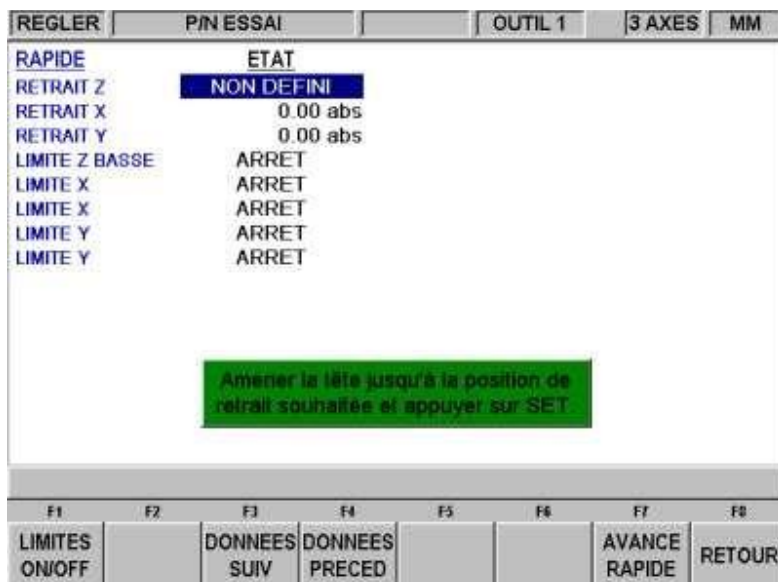 REGLER P/N ESSAI OUTIL 1 3 AXES MM
RAPIDE ETAT
RETRAIT Z NON DEFINI
RETRAIT X 0.00 abs
RETRAIT Y 0.00 abs
LIMITE Z BASSE ARRET
LIMITE X ARRET
LIMITE X ARRET
LIMITE Y ARRET
LIMITE Y ARRET
Amener la tête jusqu'à la position de
retrait souhaitée et appuyer sur SET
F1 F2 F3 F4 F5 F6 F7 F8
LIMITES DONNEES DONNEES AVANCE RETOUR
ON/OFF SUIV PRECED RAPIDE